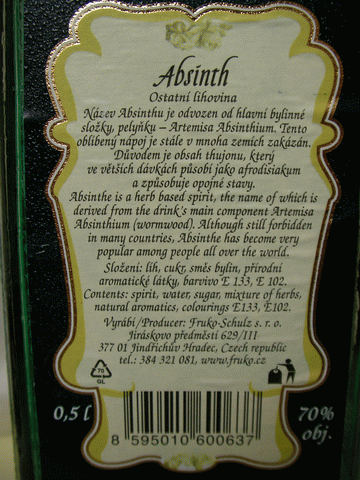 Absinth
Ostatní lihovina
Název Absinthu je odvozen od hlavní bylinné
složky, pelyňku – Artemisa Absinthium. Tento
oblíbený nápoj je stále v mnoha zemích zakázán.
Důvodem je obsah thujonu, který
ve větších dávkách působí jako afrodisiakum
a způsobuje opojné stavy.
Absinthe is a herb based spirit, the name of which is
derived from the drink's main component Artemisa
Absinthium (wormwood). Although still forbidden
in many countries, Absinthe has become very
popular among people all over the world.
Složení: líh, cukr, směs bylin, přírodní
aromatické látky, barvivo E 133, E 102.
Contents: spirit, water, sugar, mixture of herbs,
natural aromatics, colourings E 133, E102.
Vyrábí/Producer: Fruko-Schulz s. r. o.
Jiráskovo předměstí 629/III
377 01 Jindřichův Hradec, Czech republic
tel.: 384 321 081, www.fruko.cz
70
GL
0,5 l
70%
obj.
8 595010 600637